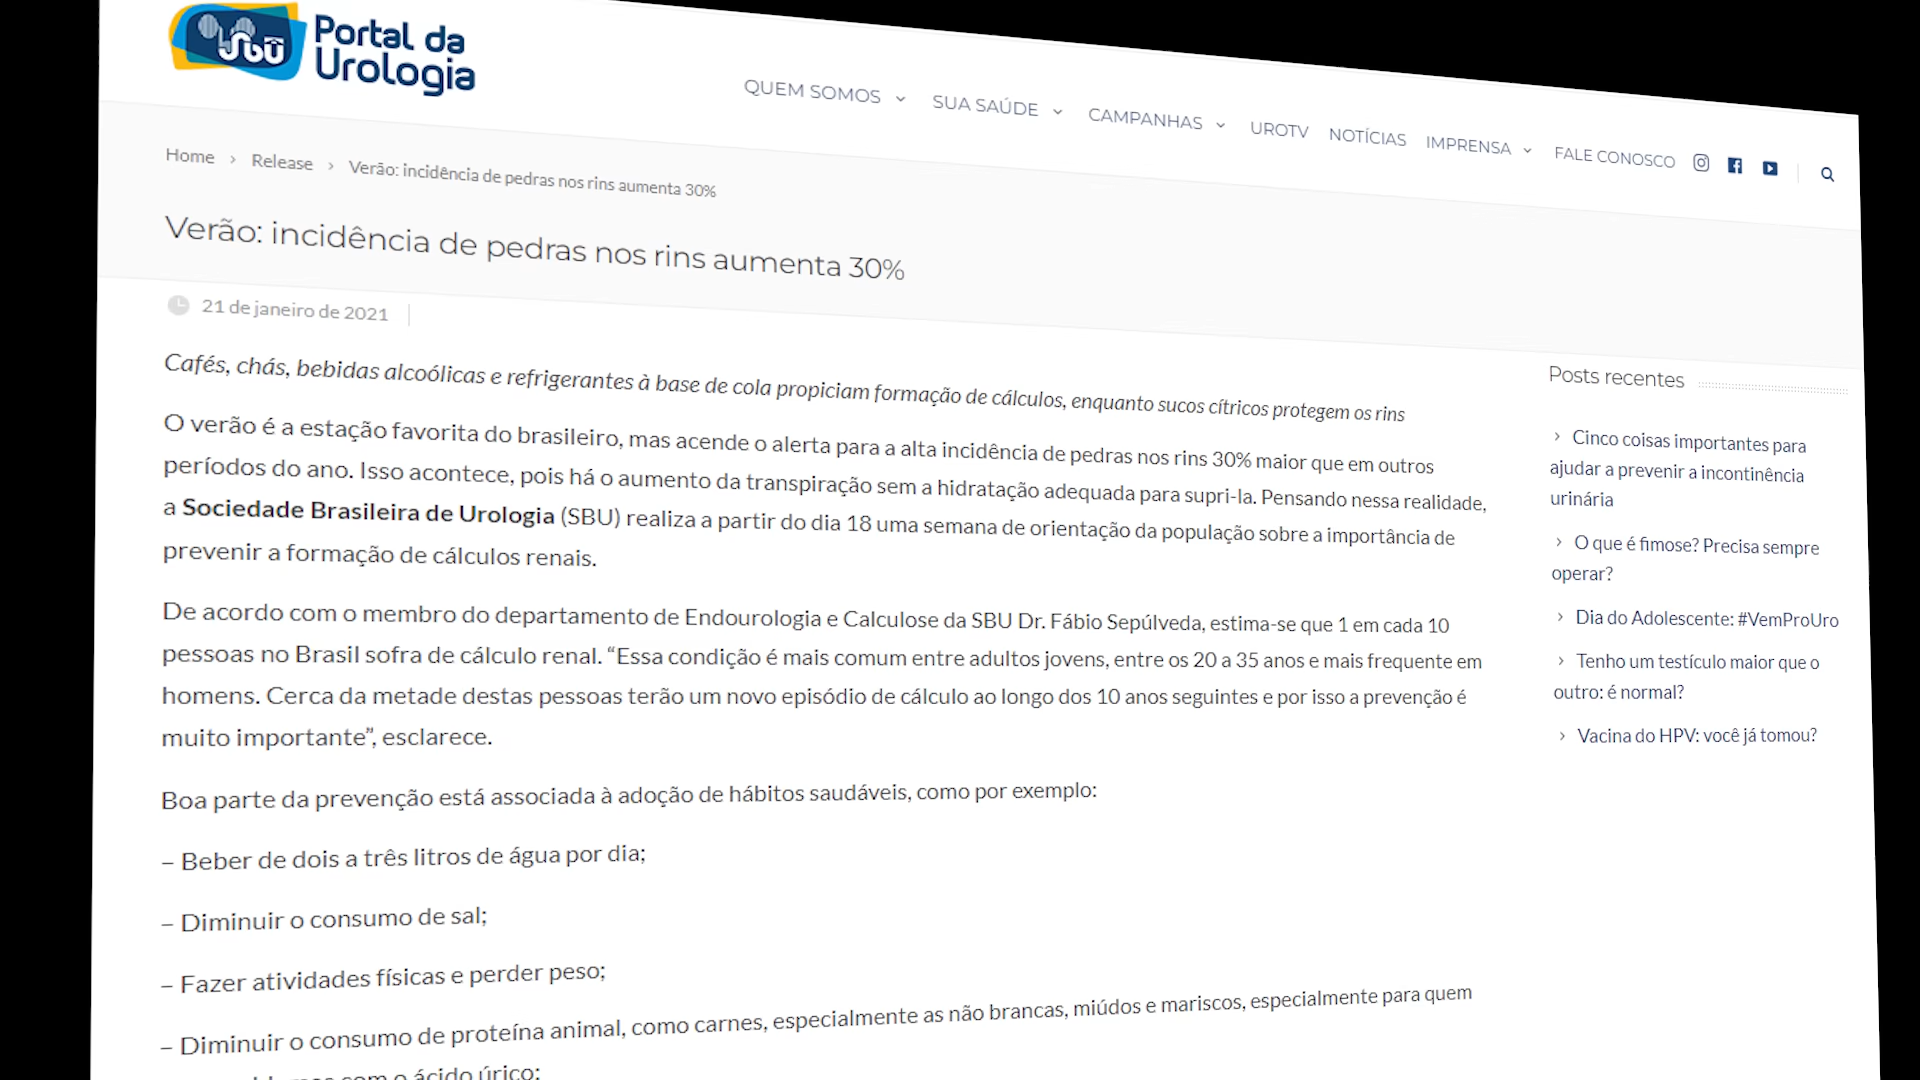 SBU
Portal da
Urologia
QUEM SOMOS
SUA SAÚDE
CAMPANHAS
UROTV
NOTÍCIAS
IMPRENSA
FALE CONOSCO
Home › Release › Verão: incidência de pedras nos rins aumenta 30%
Verão: incidência de pedras nos rins aumenta 30%
21 de janeiro de 2021
Cafés, chás, bebidas alcoólicas e refrigerantes à base de cola propiciam formação de cálculos, enquanto sucos cítricos protegem os rins
O verão é a estação favorita do brasileiro, mas acende o alerta para a alta incidência de pedras nos rins 30% maior que em outros
períodos do ano. Isso acontece, pois há o aumento da transpiração sem a hidratação adequada para supri-la. Pensando nessa realidade,
a Sociedade Brasileira de Urologia (SBU) realiza a partir do dia 18 uma semana de orientação da população sobre a importância de
prevenir a formação de cálculos renais.
De acordo com o membro do departamento de Endourologia e Calculose da SBU Dr. Fábio Sepúlveda, estima-se que 1 em cada 10
pessoas no Brasil sofra de cálculo renal. “Essa condição é mais comum entre adultos jovens, entre os 20 a 35 anos e mais frequente em
homens. Cerca da metade destas pessoas terão um novo episódio de cálculo ao longo dos 10 anos seguintes e por isso a prevenção é
muito importante”, esclarece.
Boa parte da prevenção está associada à adoção de hábitos saudáveis, como por exemplo:
– Beber de dois a três litros de água por dia;
– Diminuir o consumo de sal;
– Fazer atividades físicas e perder peso;
– Diminuir o consumo de proteína animal, como carnes, especialmente as não brancas, miúdos e mariscos, especialmente para quem
com o ácido úrico;
Posts recentes
› Cinco coisas importantes para
ajudar a prevenir a incontinência
urinária
› O que é fimose? Precisa sempre
operar?
› Dia do Adolescente: #VemProUro
› Tenho um testículo maior que o
outro: é normal?
› Vacina do HPV: você já tomou?